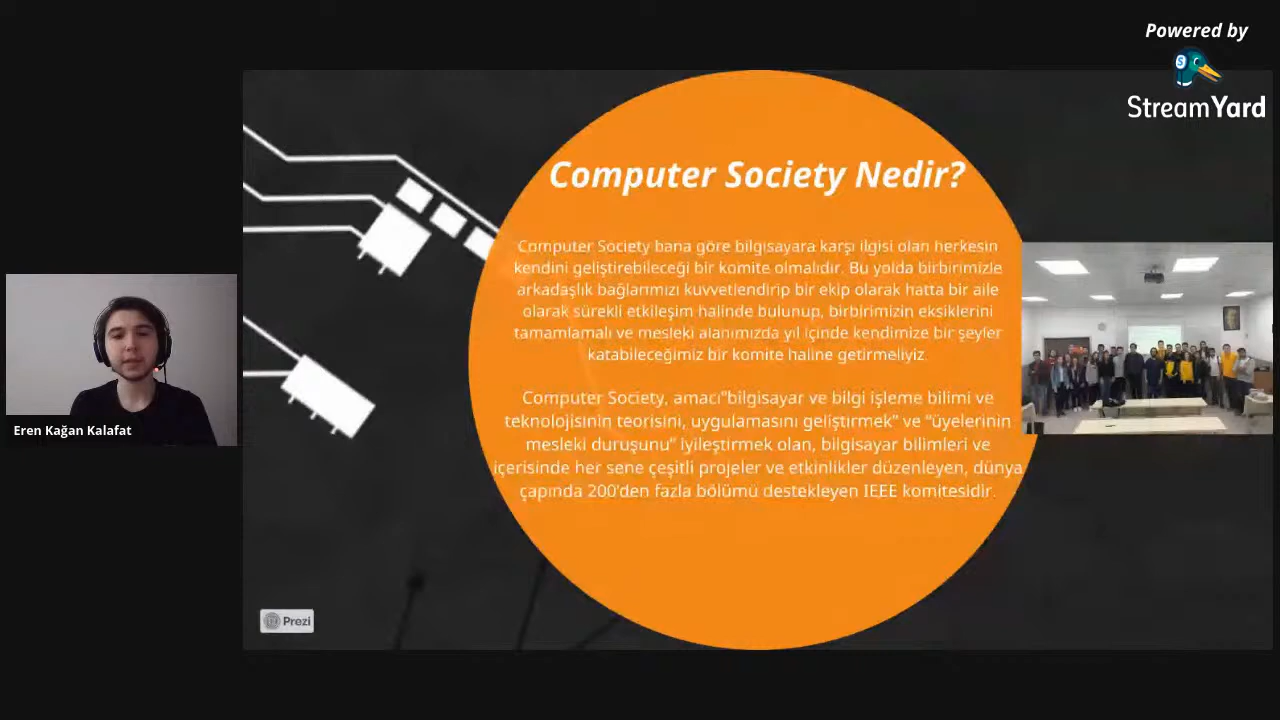 Powered by
StreamYard
Computer Society Nedir?
Computer Society bana göre bilgisayara karşı ilgisi olan herkesin
kendini geliştirebileceği bir komite olmalıdır. Bu yolda birbirimizle
arkadaşlık bağlarımızı kuvvetlendirip bir ekip olarak hatta bir aile
olarak sürekli etkileşim halinde bulunup, birbirimizin eksiklerini
tamamlamalı ve mesleki alanımızda yıl içinde kendimize bir şeyler
katabileceğimiz bir komite haline getirmeliyiz.
Computer Society, amacı"bilgisayar ve bilgi işleme bilimi ve
teknolojisinin teorisini, uygulamasını geliştirmek" ve "üyelerinin
mesleki duruşunu" iyileştirmek olan, bilgisayar bilimleri ve
içerisinde her sene çeşitli projeler ve etkinlikler düzenleyen, dünya
çapında 200'den fazla bölümü destekleyen IEEE komitesidir.
Eren Kağan Kalafat
Prezi